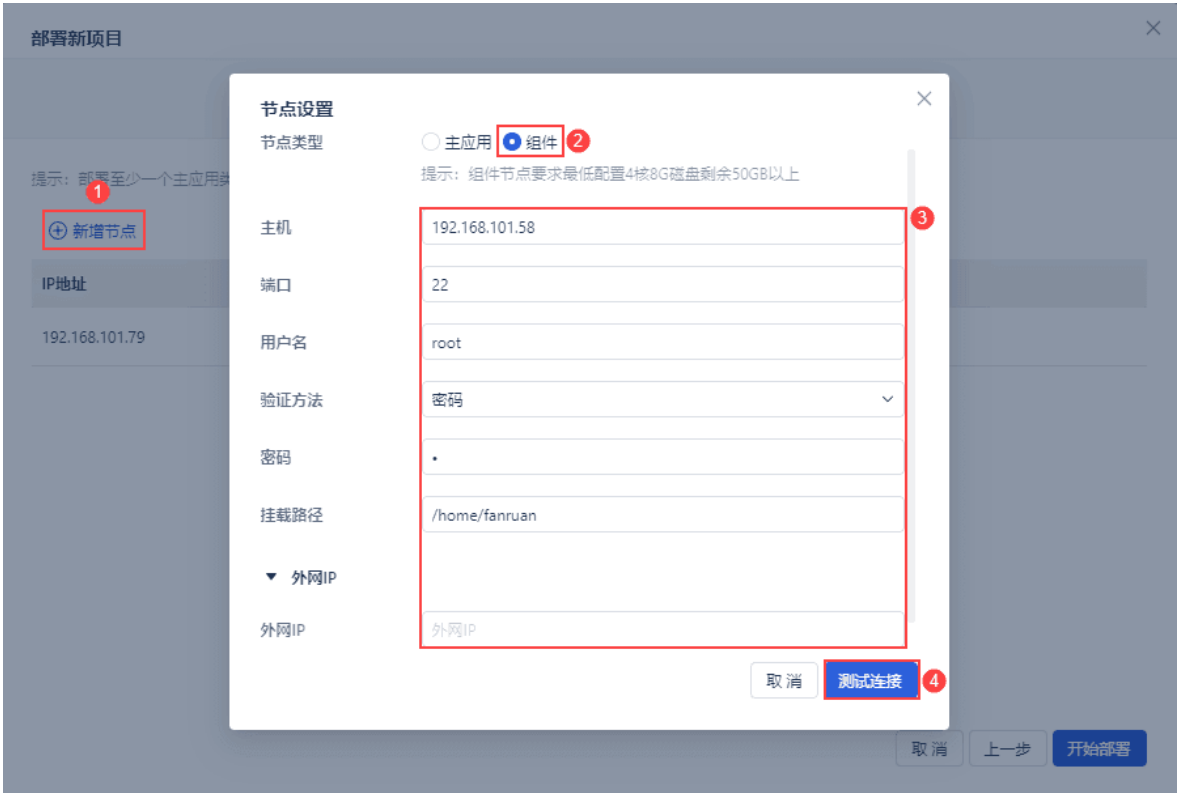 部署新项目
提示：部署至少一个主应用类
1
新增节点
IP地址
192.168.101.79
节点设置
节点类型 主应用 组件 2
提示：组件节点要求最低配置4核8G磁盘剩余50GB以上
主机 192.168.101.58 3
端口 22
用户名 root
验证方法 密码
密码 •
挂载路径 /home/fanruan
外网IP
外网IP 外网IP
取消 测试连接 4
取消 上一步 开始部署